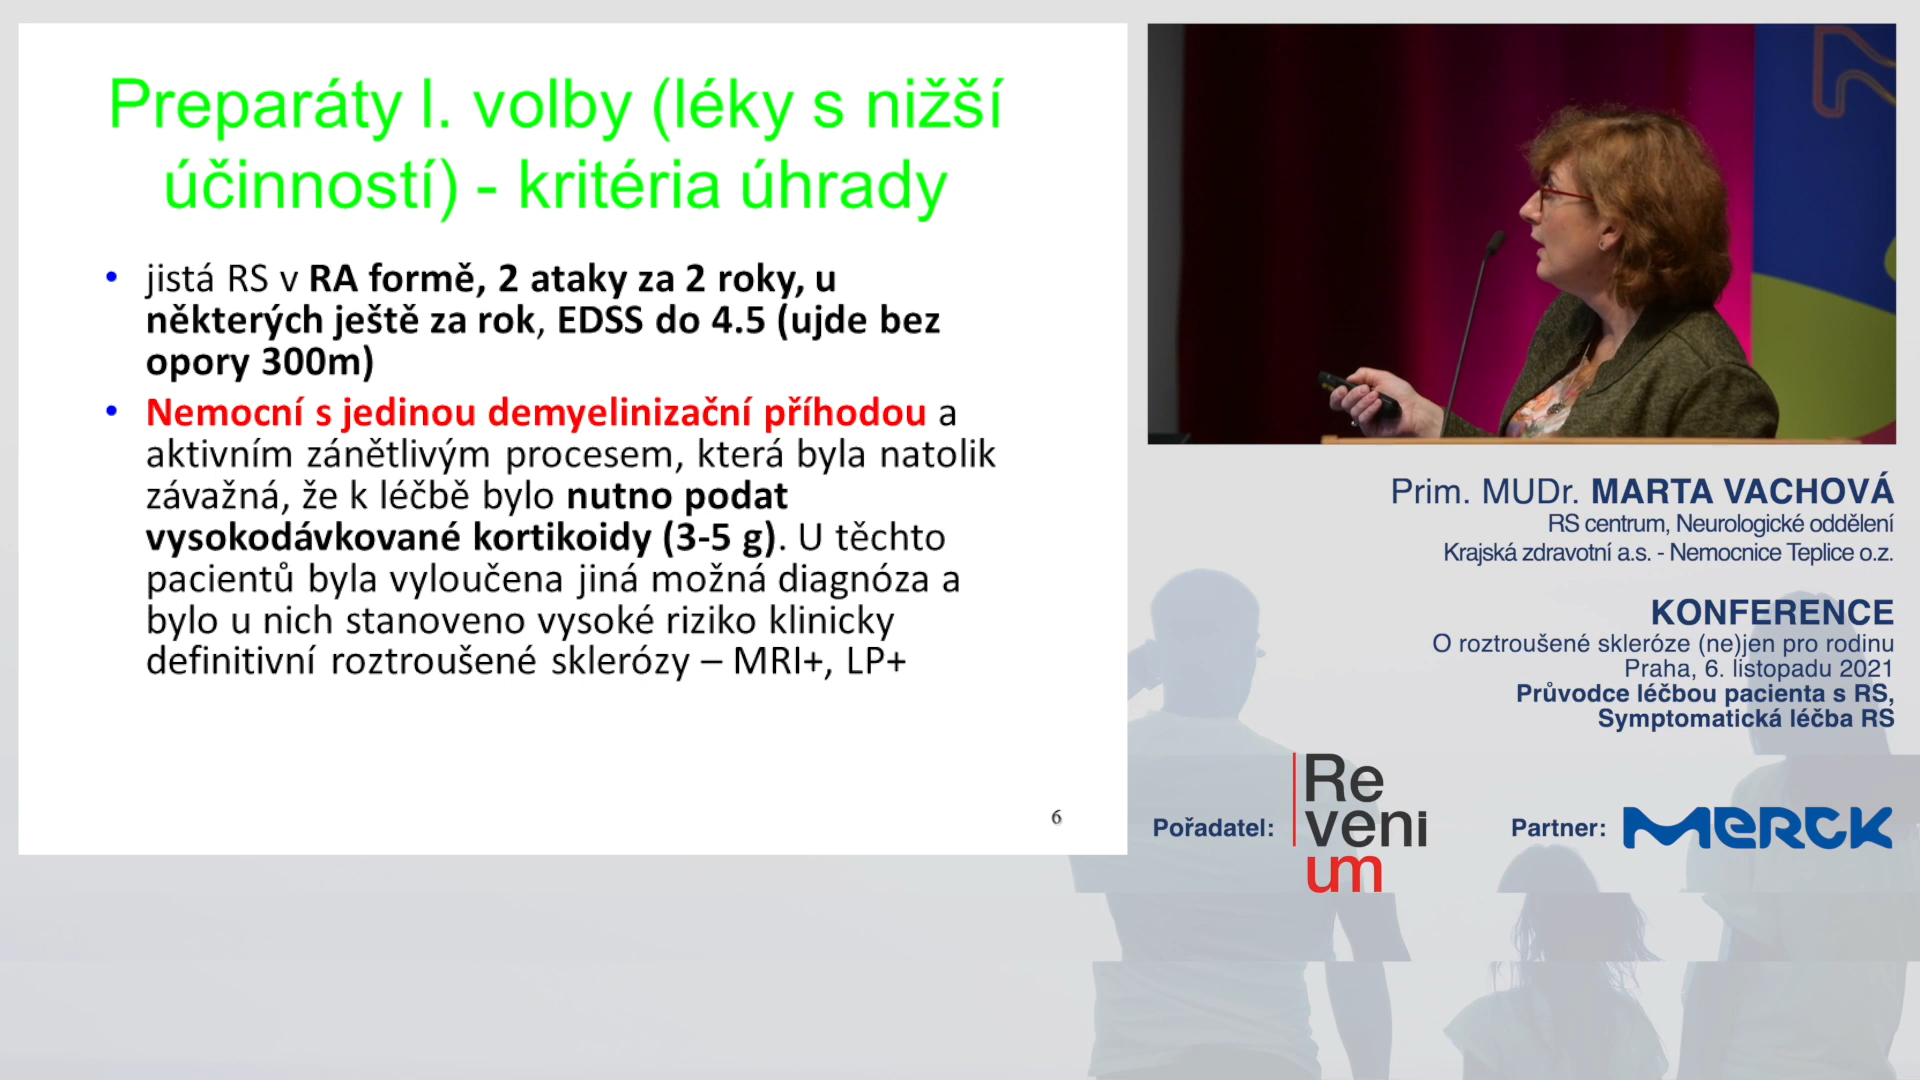 Preparáty I. volby (léky s nižší
účinností) - kritéria úhrady
• jistá RS v RA formě, 2 ataky za 2 roky, u
některých ještě za rok, EDSS do 4.5 (ujde bez
opory 300m)
• Nemocní s jedinou demyelinizační příhodou a
aktivním zánětlivým procesem, která byla natolik
závažná, že k léčbě bylo nutno podat
vysokodávkované kortikoidy (3-5 g). U těchto
pacientů byla vyloučena jiná možná diagnóza a
bylo u nich stanoveno vysoké riziko klinicky
definitivní roztroušené sklerózy – MRI+, LP+
6
Prim. MUDr. MARTA VACHOVÁ
RS centrum, Neurologické oddělení
Krajská zdravotní a.s. - Nemocnice Teplice o.z.
KONFERENCE
O roztroušené skleróze (ne)jen pro rodinu
Praha, 6. listopadu 2021
Průvodce léčbou pacienta s RS,
Symptomatická léčba RS
Pořadatel:
Re
veni
um
Partner:
MERCK